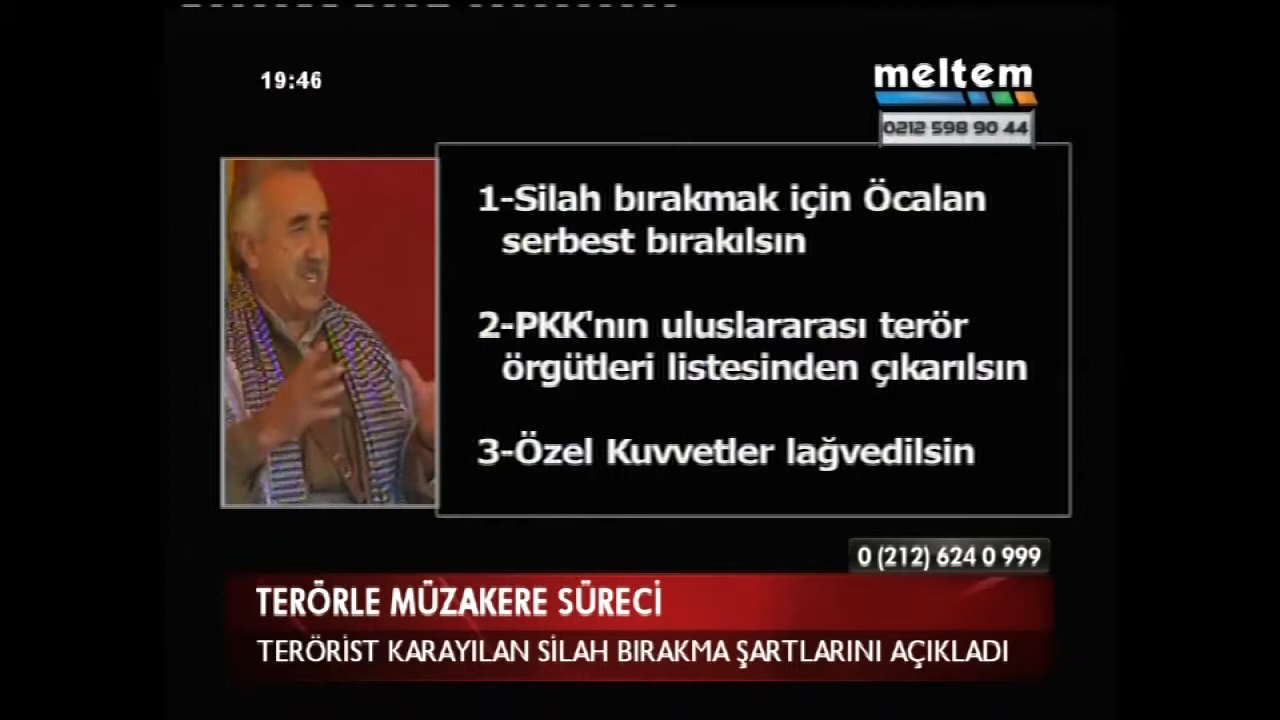 19:46
meltem
0212 598 90 44
1-Silah bırakmak için Öcalan
serbest bırakılsın
2-PKK'nın uluslararası terör
örgütleri listesinden çıkarılsın
3-Özel Kuvvetler lağvedilsin
0 (212) 624 0 999
TERÖRLE MÜZAKERE SÜRECİ
TERÖRİST KARAYILAN SİLAH BIRAKMA ŞARTLARINI AÇIKLADI